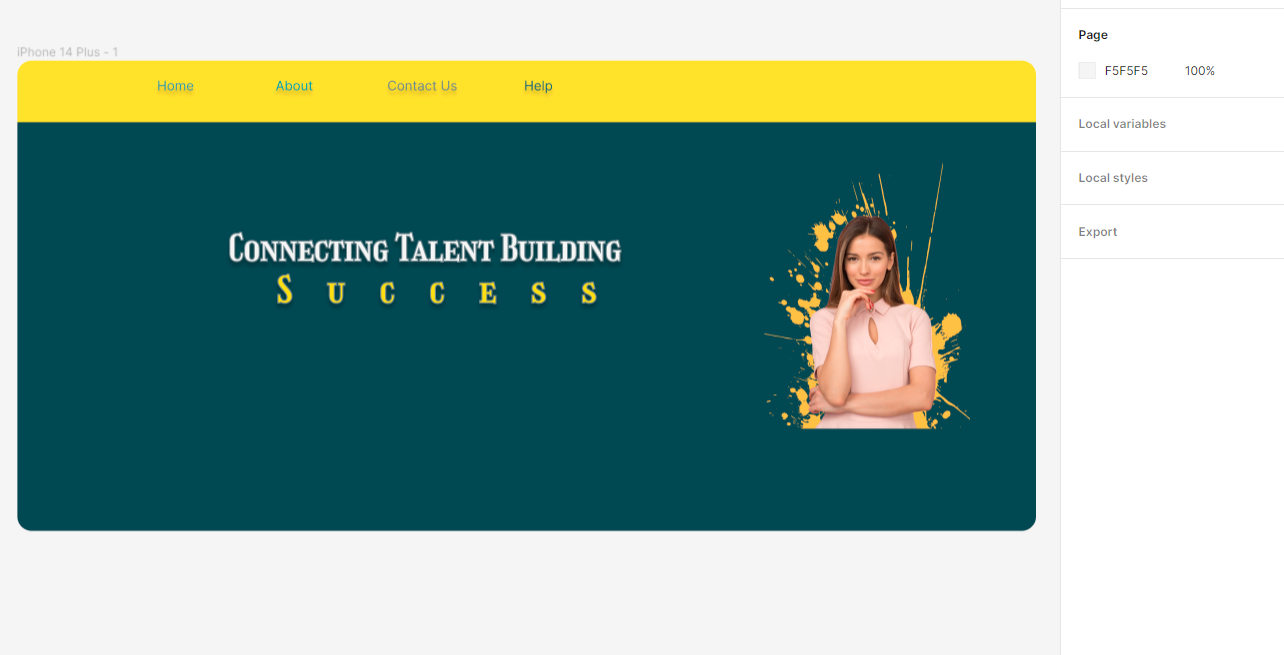 iPhone 14 Plus - 1
Home About Contact Us Help
Connecting Talent Building
Success
Page
F5F5F5 100%
Local variables
Local styles
Export